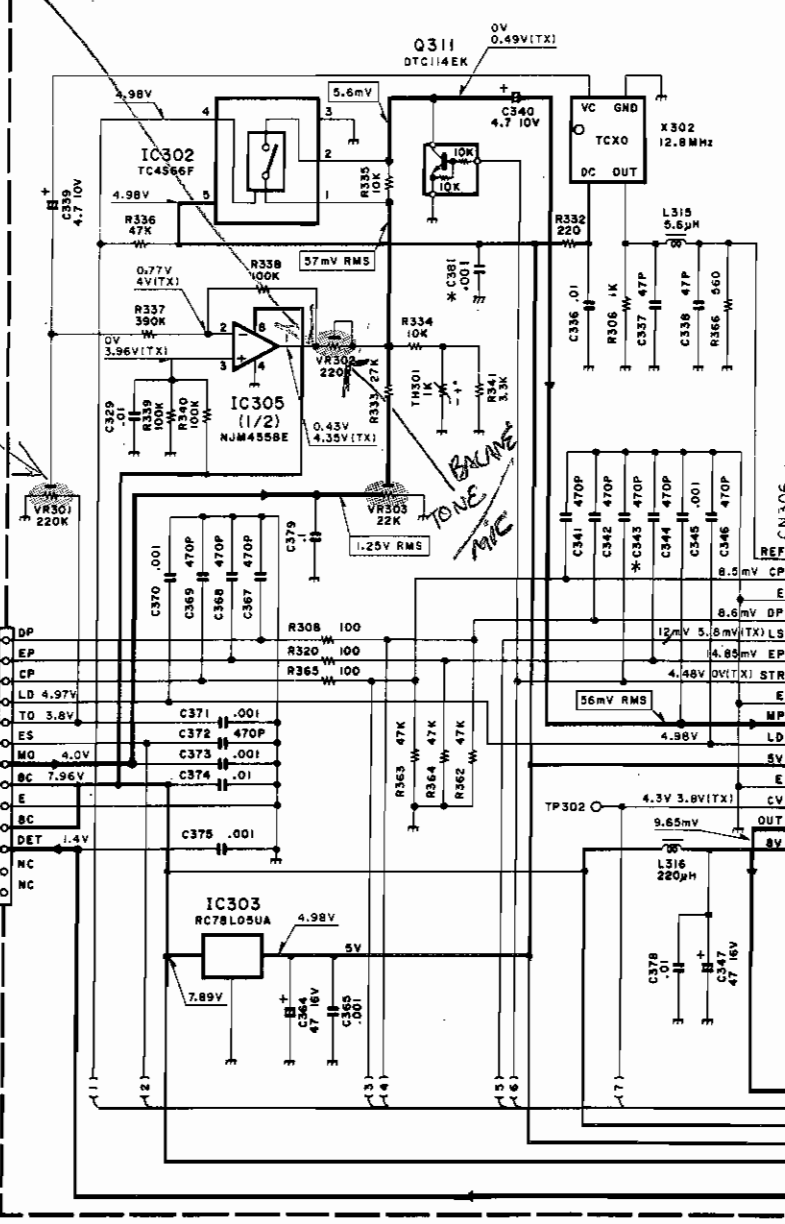 0V
0.49V(TX)
Q311
DTC114EK
4.98V
5.6mV
C340
4.7 10V
VC GND
TCXO
DC OUT
X302
12.8MHz
4
3
2
1
5
IC302
TC4S66F
4.98V
C339
4.7 10V
R335
10K
10K
10K
R336
47K
R332
220
L315
5.6μH
57mV RMS
*C381
.001
R338
100K
0.77V
4V(TX)
R337
390K
0V
3.96V(TX)
2
3
8
4
1
VR302
220K
R334
10K
C336 .01
R306 1K
C337 47P
C338 47P
R366 560
IC305
(1/2)
NJM4558E
R333 27K
TH301
1K
R341
3.3K
C329
.01
R339
100K
R340
100K
0.43V
4.35V(TX)
BALANCE
TONE
MIC
VR301
220K
VR303
22K
1.25V RMS
C379
.1
C370 .001
C369 470P
C368 470P
C367 470P
C341 470P
C342 470P
*C343 470P
C344 470P
C345 .001
C346 470P
CN306
REF
8.5mV CP
E
8.6mV DP
12mV 5.8mV(TX) LS
14.85mV EP
4.48V 0V(TX) STR
E
56mV RMS
MP
4.98V LD
5V
E
4.3V 3.8V(TX) CV
OUT
9.65mV
8V
DP
EP
CP
LD 4.97V
TO 3.8V
ES
MO 4.0V
8C 7.96V
E
8C
DET 1.4V
NC
NC
R308 100
R320 100
R365 100
C371 .001
C372 470P
C373 .001
C374 .01
C375 .001
R363 47K
R364 47K
R362 47K
TP302
L316
220μH
IC303
RC78L05UA
4.98V
5V
7.89V
C364
47 16V
C365
.001
C378
.01
C347
47 16V
1
2
3
4
5
6
7